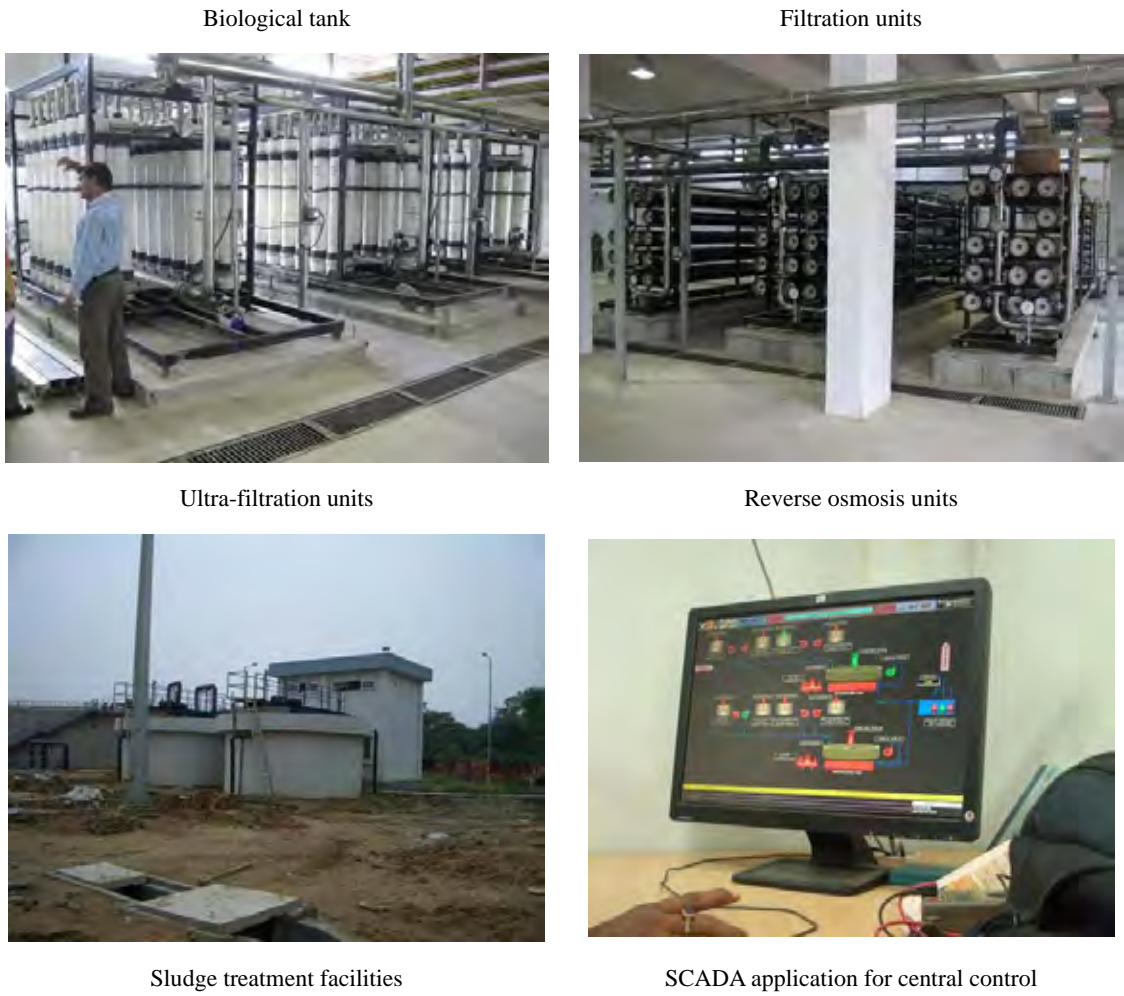 Biological tank
Filtration units
Ultra-filtration units
Reverse osmosis units
Sludge treatment facilities
SCADA application for central control